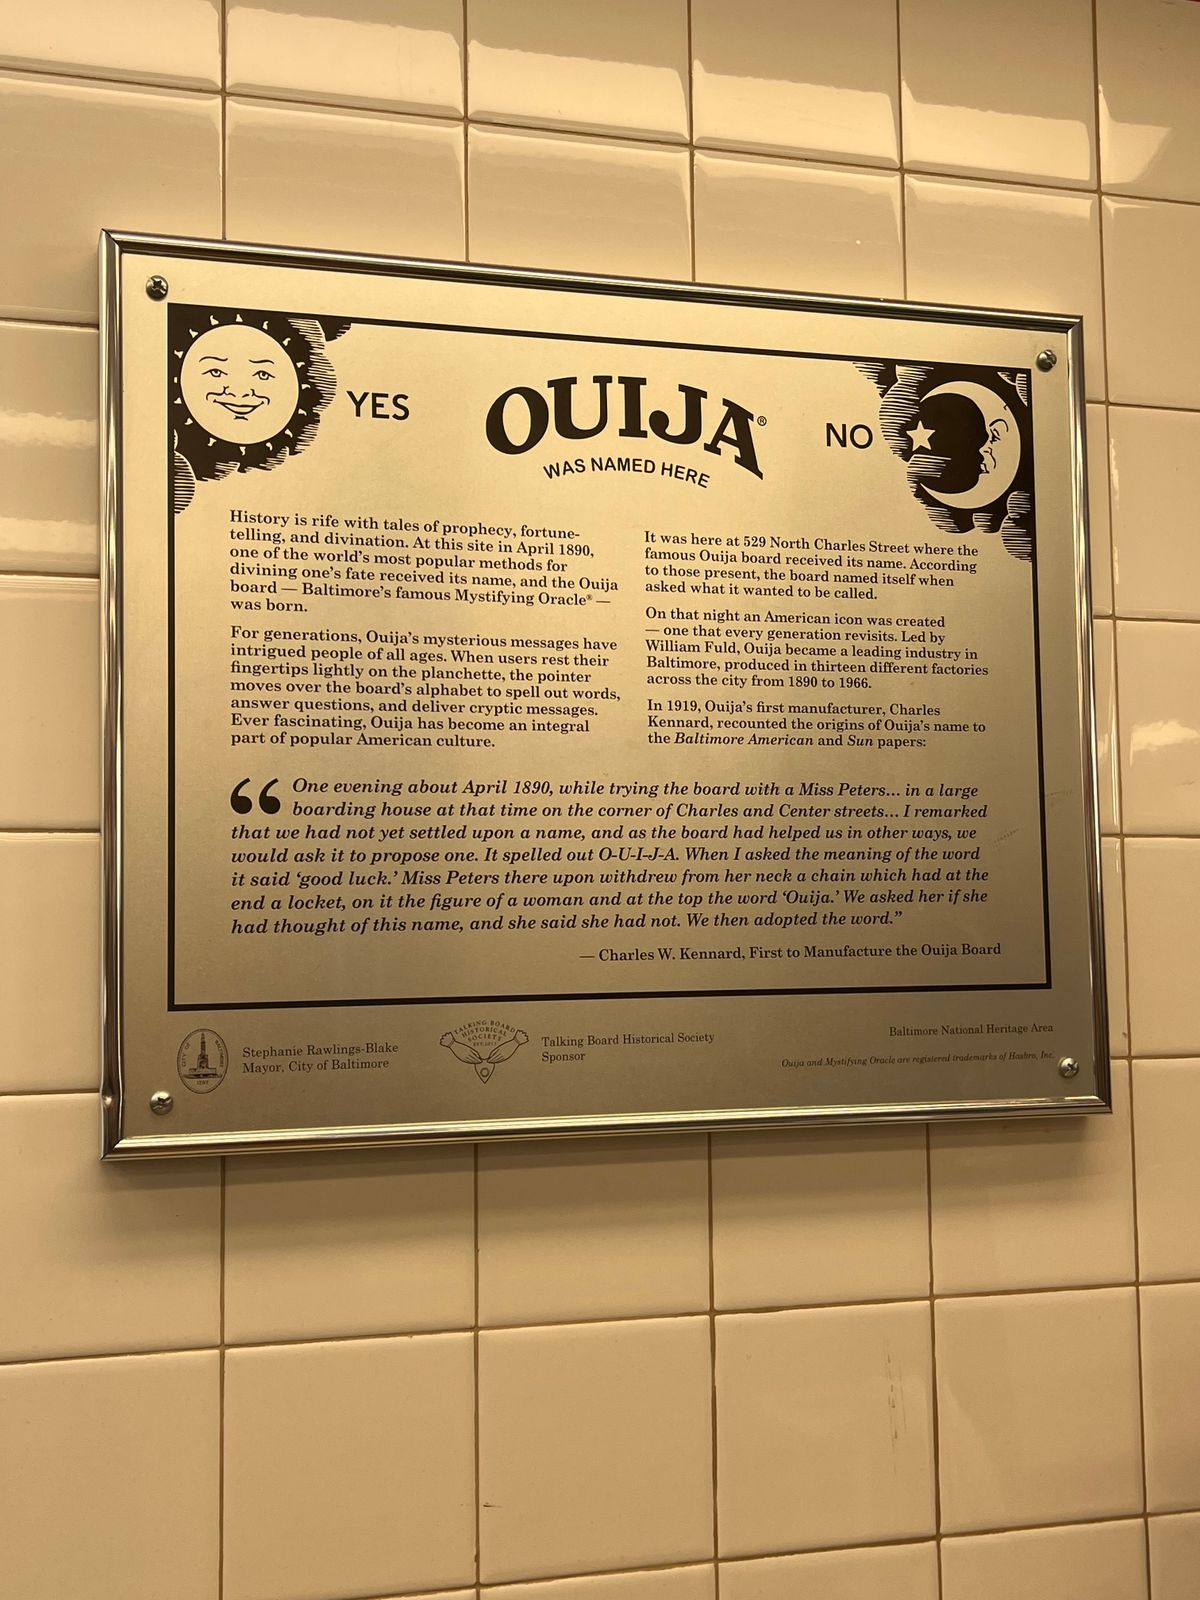 YES
OUIJA®
WAS NAMED HERE
NO
History is rife with tales of prophecy, fortune-
telling, and divination. At this site in April 1890,
one of the world's most popular methods for
divining one's fate received its name, and the Ouija
board — Baltimore's famous Mystifying Oracle® —
was born.
For generations, Ouija's mysterious messages have
intrigued people of all ages. When users rest their
fingertips lightly on the planchette, the pointer
moves over the board's alphabet to spell out words,
answer questions, and deliver cryptic messages.
Ever fascinating, Ouija has become an integral
part of popular American culture.
It was here at 529 North Charles Street where the
famous Ouija board received its name. According
to those present, the board named itself when
asked what it wanted to be called.
On that night an American icon was created
— one that every generation revisits. Led by
William Fuld, Ouija became a leading industry in
Baltimore, produced in thirteen different factories
across the city from 1890 to 1966.
In 1919, Ouija's first manufacturer, Charles
Kennard, recounted the origins of Ouija's name to
the Baltimore American and Sun papers:
“One evening about April 1890, while trying the board with a Miss Peters... in a large
boarding house at that time on the corner of Charles and Center streets... I remarked
that we had not yet settled upon a name, and as the board had helped us in other ways, we
would ask it to propose one. It spelled out O-U-I-J-A. When I asked the meaning of the word
it said ‘good luck.’ Miss Peters there upon withdrew from her neck a chain which had at the
end a locket, on it the figure of a woman and at the top the word ‘Ouija.’ We asked her if she
had thought of this name, and she said she had not. We then adopted the word.”
— Charles W. Kennard, First to Manufacture the Ouija Board
CITY OF BALTIMORE
1797
Stephanie Rawlings-Blake
Mayor, City of Baltimore
TALKING BOARD
HISTORICAL
SOCIETY
Talking Board Historical Society
Sponsor
Baltimore National Heritage Area
Ouija and Mystifying Oracle are registered trademarks of Hasbro, Inc.